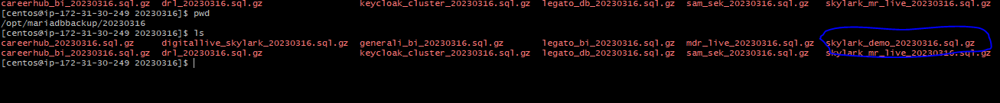 careerhub_bi_20230316.sql.gz drl_20230316.sql.gz keycloak_cluster_20230316.sql.gz legato_db_20230316.sql.gz sam_sek_20230316.sql.gz skylark_mr_live_20230316.sql.gz
[centos@ip-172-31-30-249 20230316]$ pwd
/opt/mariadbbackup/20230316
[centos@ip-172-31-30-249 20230316]$ ls
careerhub_20230316.sql.gz digitallive_skylark_20230316.sql.gz generali_bi_20230316.sql.gz legato_bi_20230316.sql.gz mdr_live_20230316.sql.gz skylark_demo_20230316.sql.gz
careerhub_bi_20230316.sql.gz drl_20230316.sql.gz keycloak_cluster_20230316.sql.gz legato_db_20230316.sql.gz sam_sek_20230316.sql.gz skylark_mr_live_20230316.sql.gz
[centos@ip-172-31-30-249 20230316]$